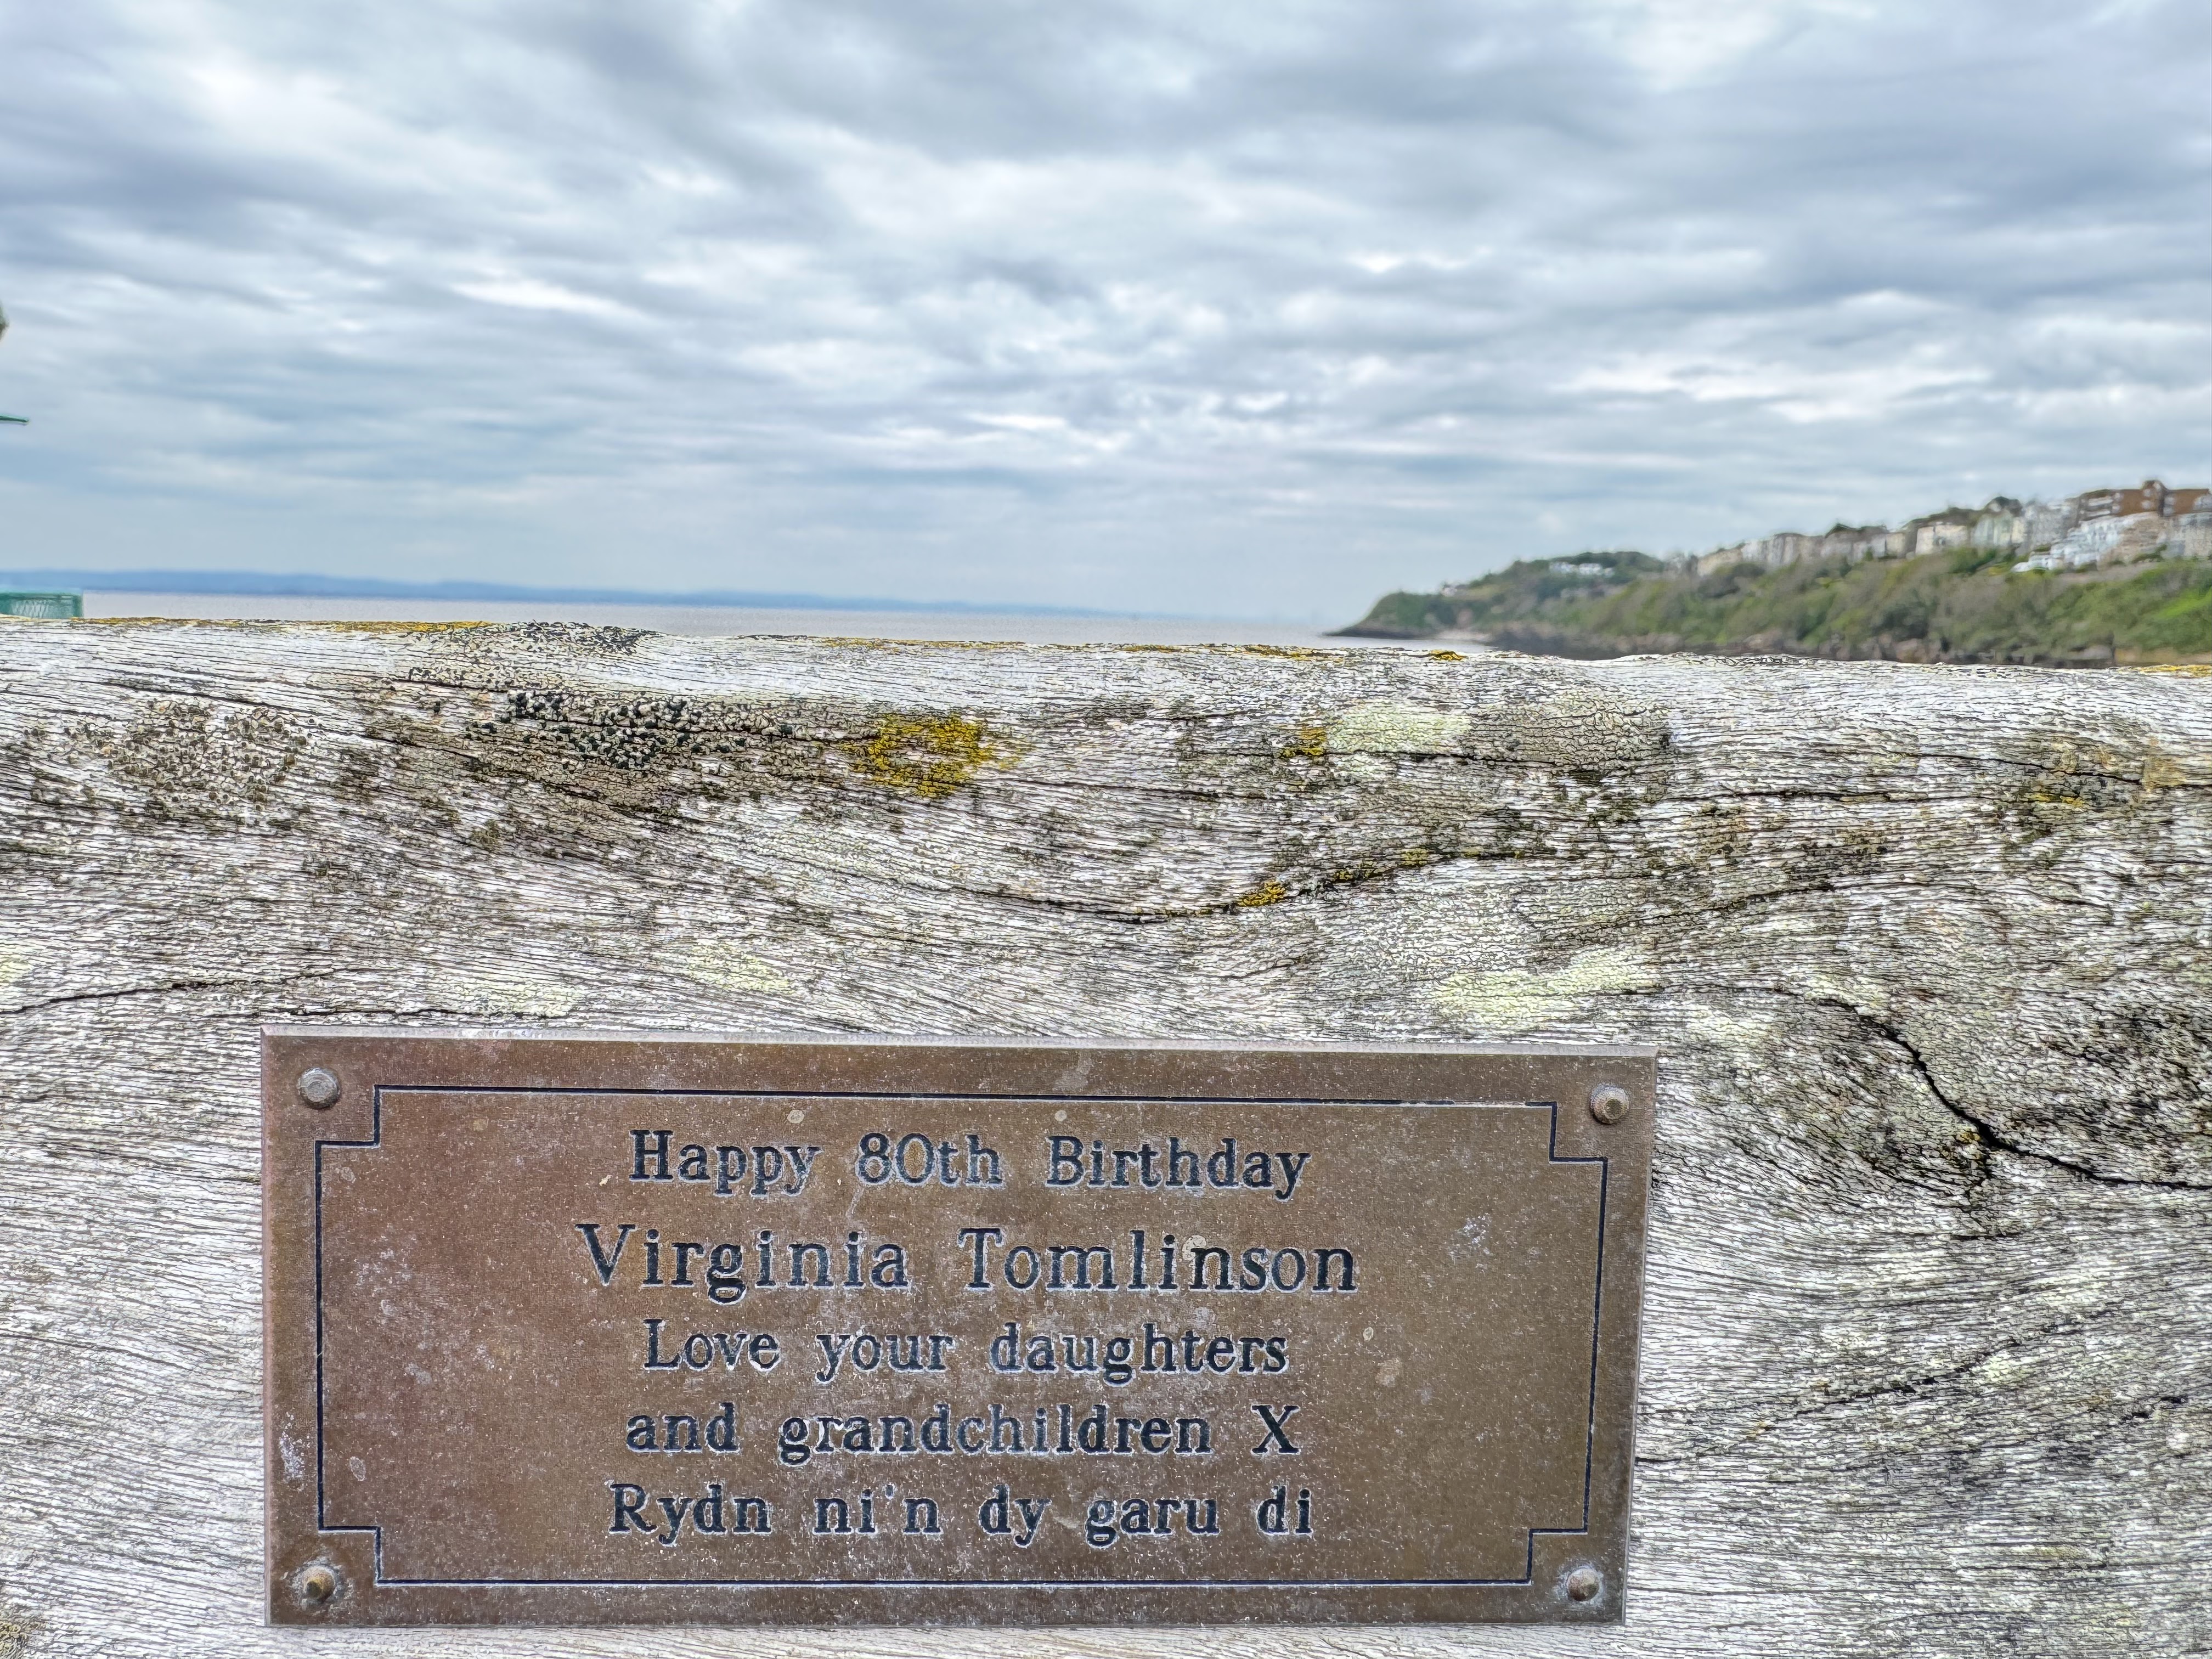 Happy 80th Birthday
Virginia Tomlinson
Love your daughters
and grandchildren X
Rydn ni'n dy garu di